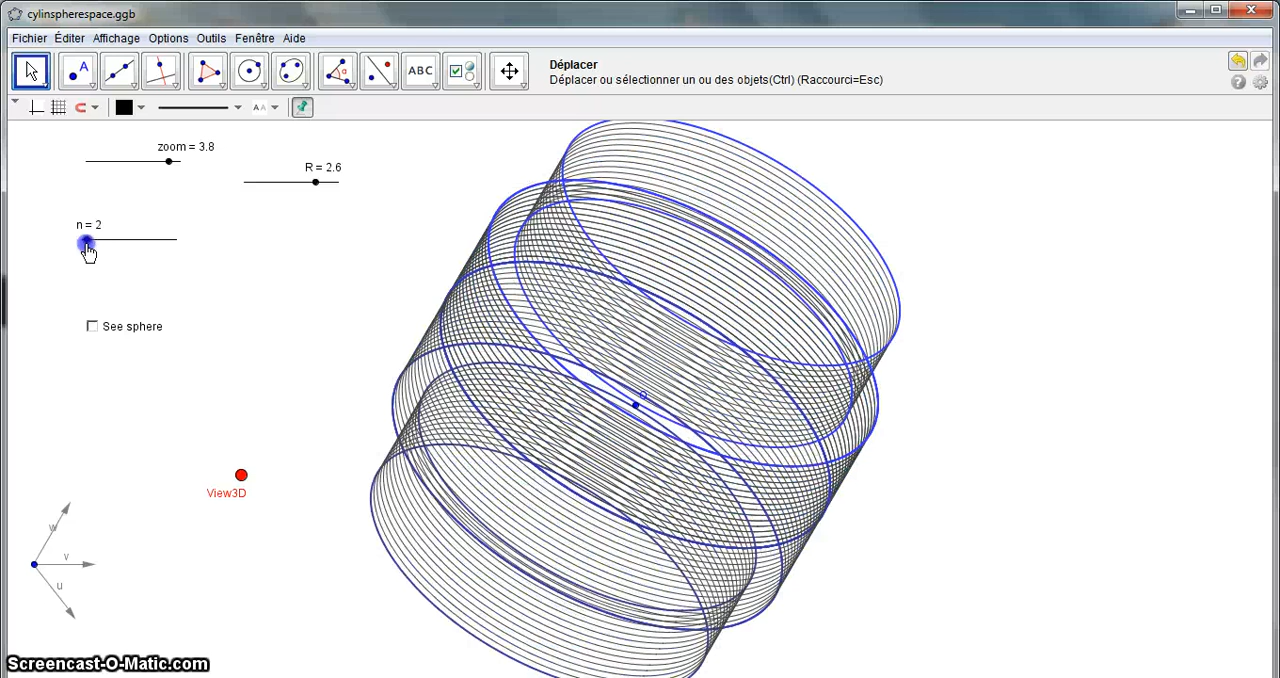 cylinspherespace.ggb
Fichier Éditer Affichage Options Outils Fenêtre Aide
A
α
ABC
Déplacer
Déplacer ou sélectionner un ou des objets(Ctrl) (Raccourci=Esc)
?
AA
zoom = 3.8
R = 2.6
n = 2
See sphere
O
View3D
w
v
u
Screencast-O-Matic.com